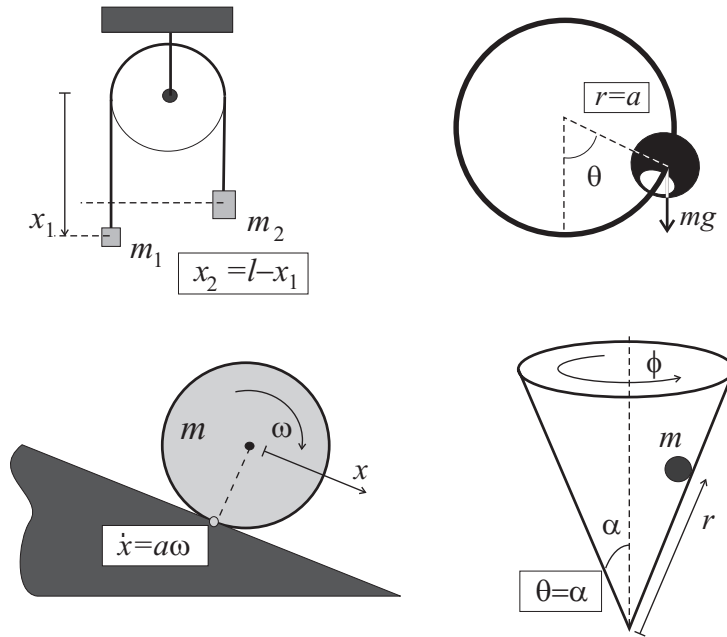 x₁
m₁
m₂
x₂ = l−x₁
r=a
θ
mg
m
ω
x
ẋ=aω
ϕ
m
r
α
θ=α